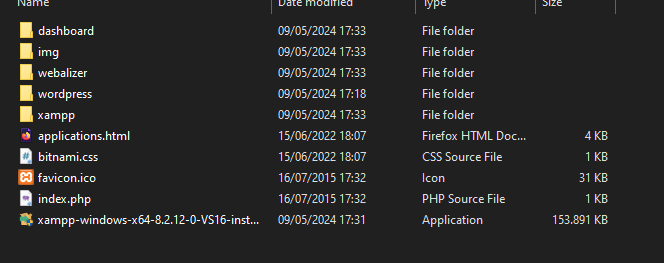 Name Date modified Type Size
dashboard 09/05/2024 17:33 File folder
img 09/05/2024 17:33 File folder
webalizer 09/05/2024 17:33 File folder
wordpress 09/05/2024 17:18 File folder
xampp 09/05/2024 17:33 File folder
applications.html 15/06/2022 18:07 Firefox HTML Doc... 4 KB
bitnami.css 15/06/2022 18:07 CSS Source File 1 KB
favicon.ico 16/07/2015 17:32 Icon 31 KB
index.php 16/07/2015 17:32 PHP Source File 1 KB
xampp-windows-x64-8.2.12-0-VS16-inst... 09/05/2024 17:31 Application 153.891 KB